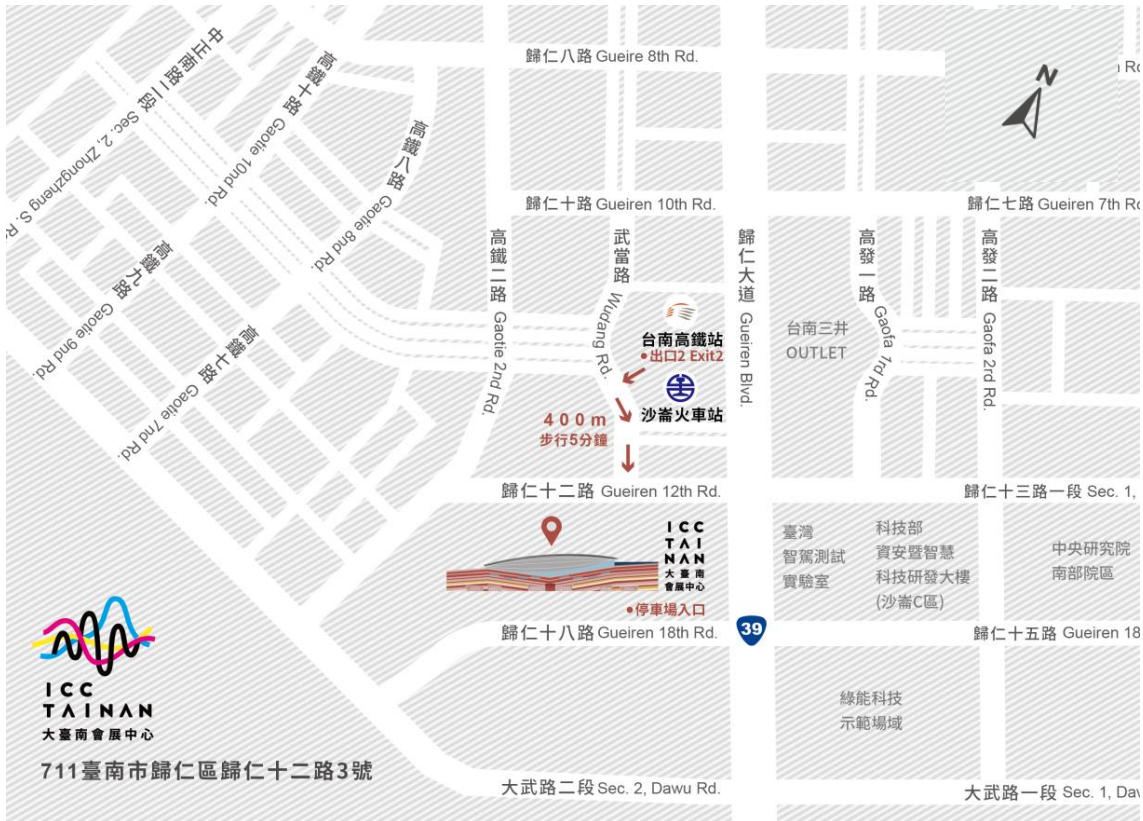 歸仁八路 Gueire 8th Rd.
N
中正南路二段 Sec. 2, Zhongzheng S. R
高鐵十路 Gaotie 10nd Rd.
高鐵八路 Gaotie 8nd Rd.
歸仁十路 Gueiren 10th Rd.
歸仁七路 Gueiren 7th Rd
高鐵九路 Gaotie 9nd Rd.
高鐵七路 Gaotie 7nd Rd.
高鐵二路 Gaotie 2nd Rd.
武當路 Wudang Rd.
歸仁大道 Gueiren Blvd.
高發一路 Gaofa 1rd Rd.
高發二路 Gaofa 2rd Rd.
台南高鐵站
•出口2 Exit2
沙崙火車站
台南三井
OUTLET
400m
步行5分鐘
歸仁十二路 Gueiren 12th Rd.
歸仁十三路一段 Sec. 1,
ICC
TAI
NAN
大臺南
會展中心
•停車場入口
臺灣
智駕測試
實驗室
科技部
資安暨智慧
科技研發大樓
(沙崙C區)
中央研究院
南部院區
歸仁十八路 Gueiren 18th Rd.
39
歸仁十五路 Gueiren 18
綠能科技
示範場域
ICC
TAINAN
大臺南會展中心
711臺南市歸仁區歸仁十二路3號
大武路二段 Sec. 2, Dawu Rd.
大武路一段 Sec. 1, Daw